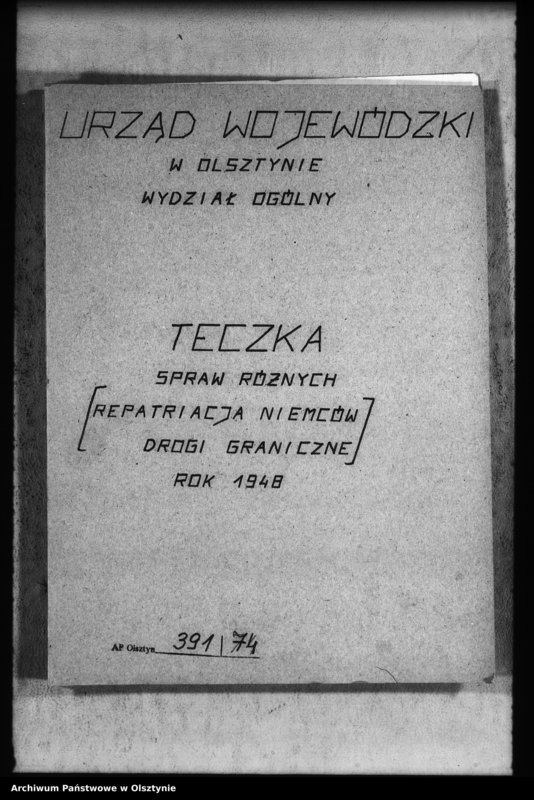 URZĄD WOJEWÓDZKI
W OLSZTYNIE
WYDZIAŁ OGÓLNY
TECZKA
SPRAW RÓŻNYCH
[REPATRIACJA NIEMCÓW
DROGI GRANICZNE]
ROK 1948
AP Olsztyn 391/74
Archiwum Państwowe w Olsztynie